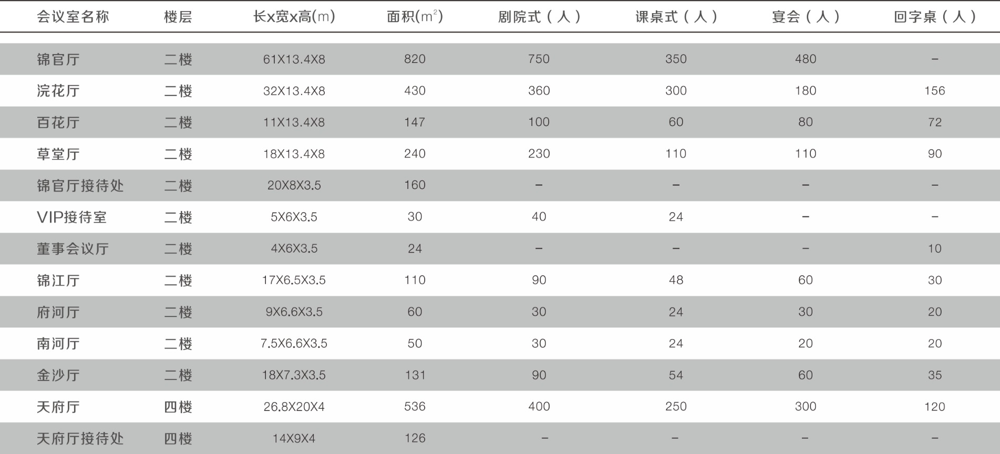 会议室名称 楼层 长x宽x高(m) 面积(m²) 剧院式（人） 课桌式（人） 宴会（人） 回字桌（人）
锦官厅 二楼 61X13.4X8 820 750 350 480 –
浣花厅 二楼 32X13.4X8 430 360 300 180 156
百花厅 二楼 11X13.4X8 147 100 60 80 72
草堂厅 二楼 18X13.4X8 240 230 110 110 90
锦官厅接待处 二楼 20X8X3.5 160 – – – –
VIP接待室 二楼 5X6X3.5 30 40 24 – –
董事会议厅 二楼 4X6X3.5 24 – – – 10
锦江厅 二楼 17X6.5X3.5 110 90 48 60 30
府河厅 二楼 9X6.6X3.5 60 30 24 30 20
南河厅 二楼 7.5X6.6X3.5 50 30 24 20 20
金沙厅 二楼 18X7.3X3.5 131 90 54 60 35
天府厅 四楼 26.8X20X4 536 400 250 300 120
天府厅接待处 四楼 14X9X4 126 – – – –